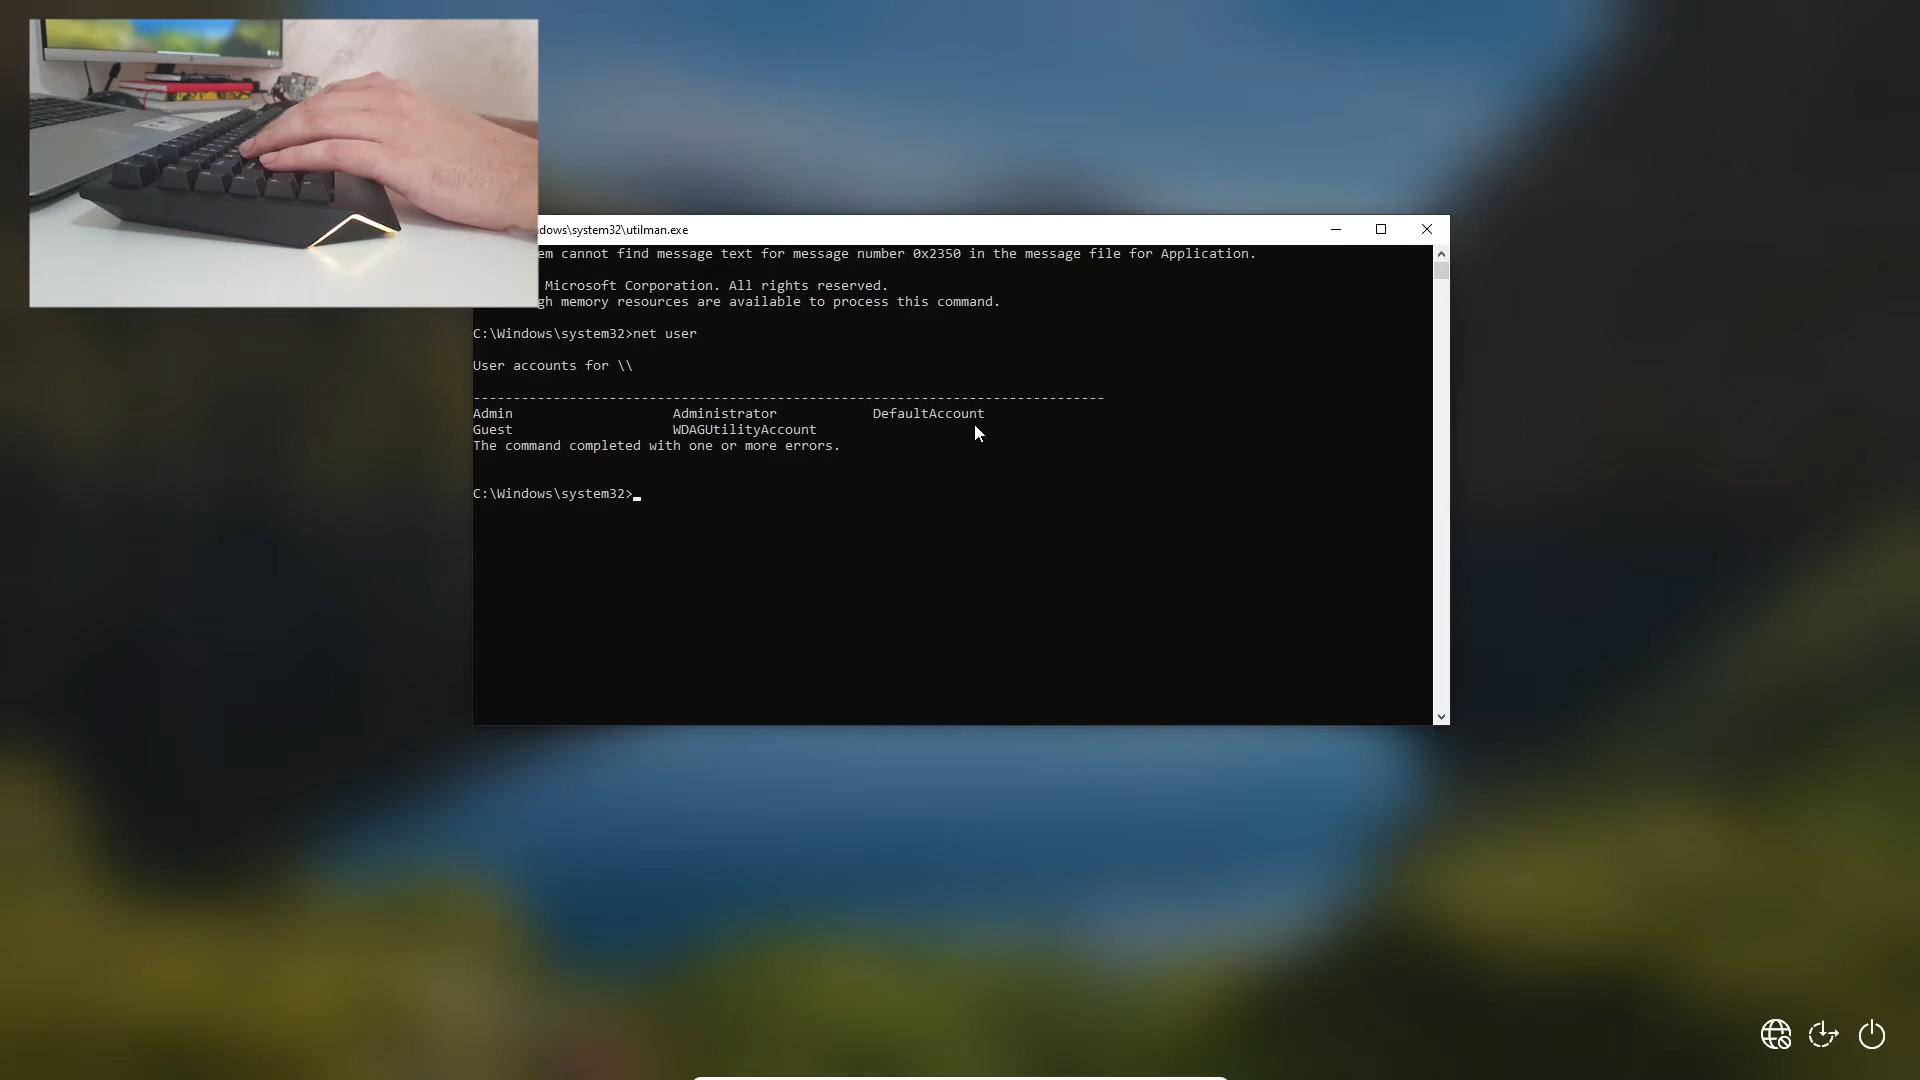 dows\system32\utilman.exe
em cannot find message text for message number 0x2350 in the message file for Application.
Microsoft Corporation. All rights reserved.
gh memory resources are available to process this command.
C:\Windows\system32>net user
User accounts for \\
-------------------------------------------------------------------------------
Admin Administrator DefaultAccount
Guest WDAGUtilityAccount
The command completed with one or more errors.
C:\Windows\system32>